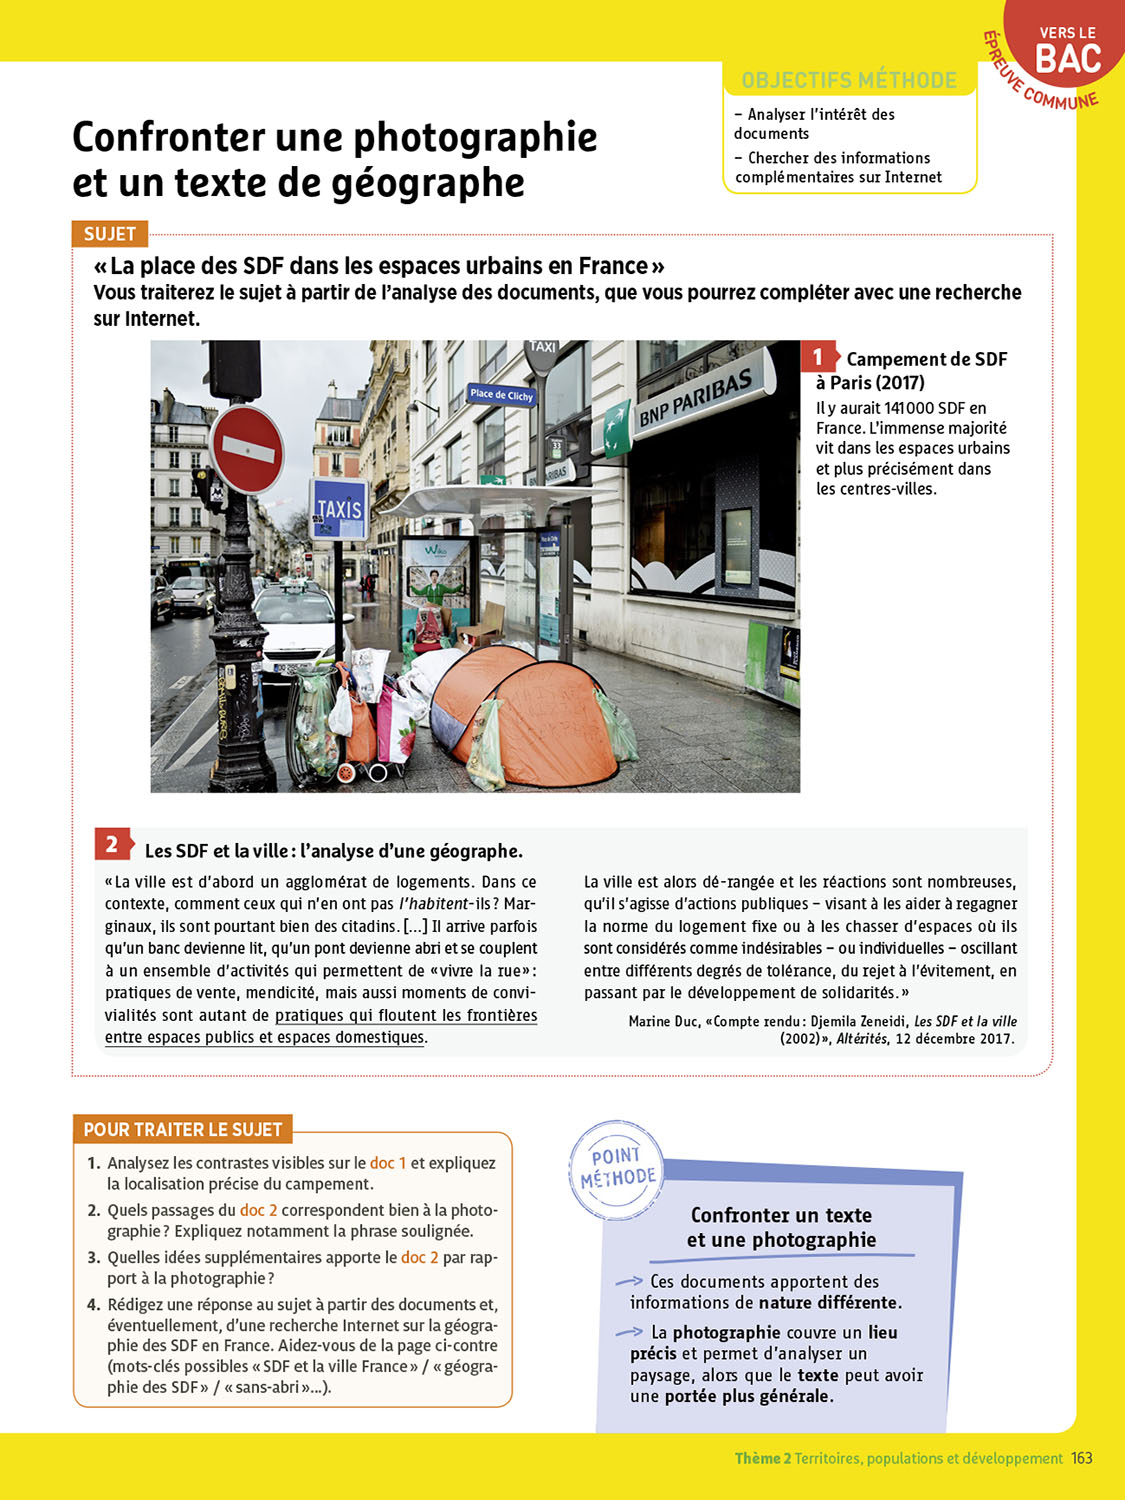 VERS LE
BAC
ÉPREUVE COMMUNE
OBJECTIFS MÉTHODE
– Analyser l'intérêt des
documents
– Chercher des informations
complémentaires sur Internet
Confronter une photographie
et un texte de géographe
SUJET
« La place des SDF dans les espaces urbains en France »
Vous traiterez le sujet à partir de l'analyse des documents, que vous pourrez compléter avec une recherche
sur Internet.
TAXI
Place de Clichy
BNP PARIBAS
TAXIS
Wiko
1 Campement de SDF
à Paris (2017)
Il y aurait 141 000 SDF en
France. L'immense majorité
vit dans les espaces urbains
et plus précisément dans
les centres-villes.
2 Les SDF et la ville : l'analyse d'une géographe.
« La ville est d'abord un agglomérat de logements. Dans ce
contexte, comment ceux qui n'en ont pas l'habitent-ils ? Mar-
ginaux, ils sont pourtant bien des citadins. […] Il arrive parfois
qu'un banc devienne lit, qu'un pont devienne abri et se couplent
à un ensemble d'activités qui permettent de « vivre la rue » :
pratiques de vente, mendicité, mais aussi moments de convi-
vialités sont autant de pratiques qui floutent les frontières
entre espaces publics et espaces domestiques.
La ville est alors dé-rangée et les réactions sont nombreuses,
qu'il s'agisse d'actions publiques – visant à les aider à regagner
la norme du logement fixe ou à les chasser d'espaces où ils
sont considérés comme indésirables – ou individuelles – oscillant
entre différents degrés de tolérance, du rejet à l'évitement, en
passant par le développement de solidarités. »
Marine Duc, « Compte rendu : Djemila Zeneidi, Les SDF et la ville
(2002) », Altérités, 12 décembre 2017.
POUR TRAITER LE SUJET
1. Analysez les contrastes visibles sur le doc 1 et expliquez
la localisation précise du campement.
2. Quels passages du doc 2 correspondent bien à la photo-
graphie ? Expliquez notamment la phrase soulignée.
3. Quelles idées supplémentaires apporte le doc 2 par rap-
port à la photographie ?
4. Rédigez une réponse au sujet à partir des documents et,
éventuellement, d'une recherche Internet sur la géogra-
phie des SDF en France. Aidez-vous de la page ci-contre
(mots-clés possibles « SDF et la ville France » / « géogra-
phie des SDF » / « sans-abri »...).
POINT
MÉTHODE
Confronter un texte
et une photographie
Ces documents apportent des
informations de nature différente.
La photographie couvre un lieu
précis et permet d'analyser un
paysage, alors que le texte peut avoir
une portée plus générale.
Thème 2 Territoires, populations et développement 163